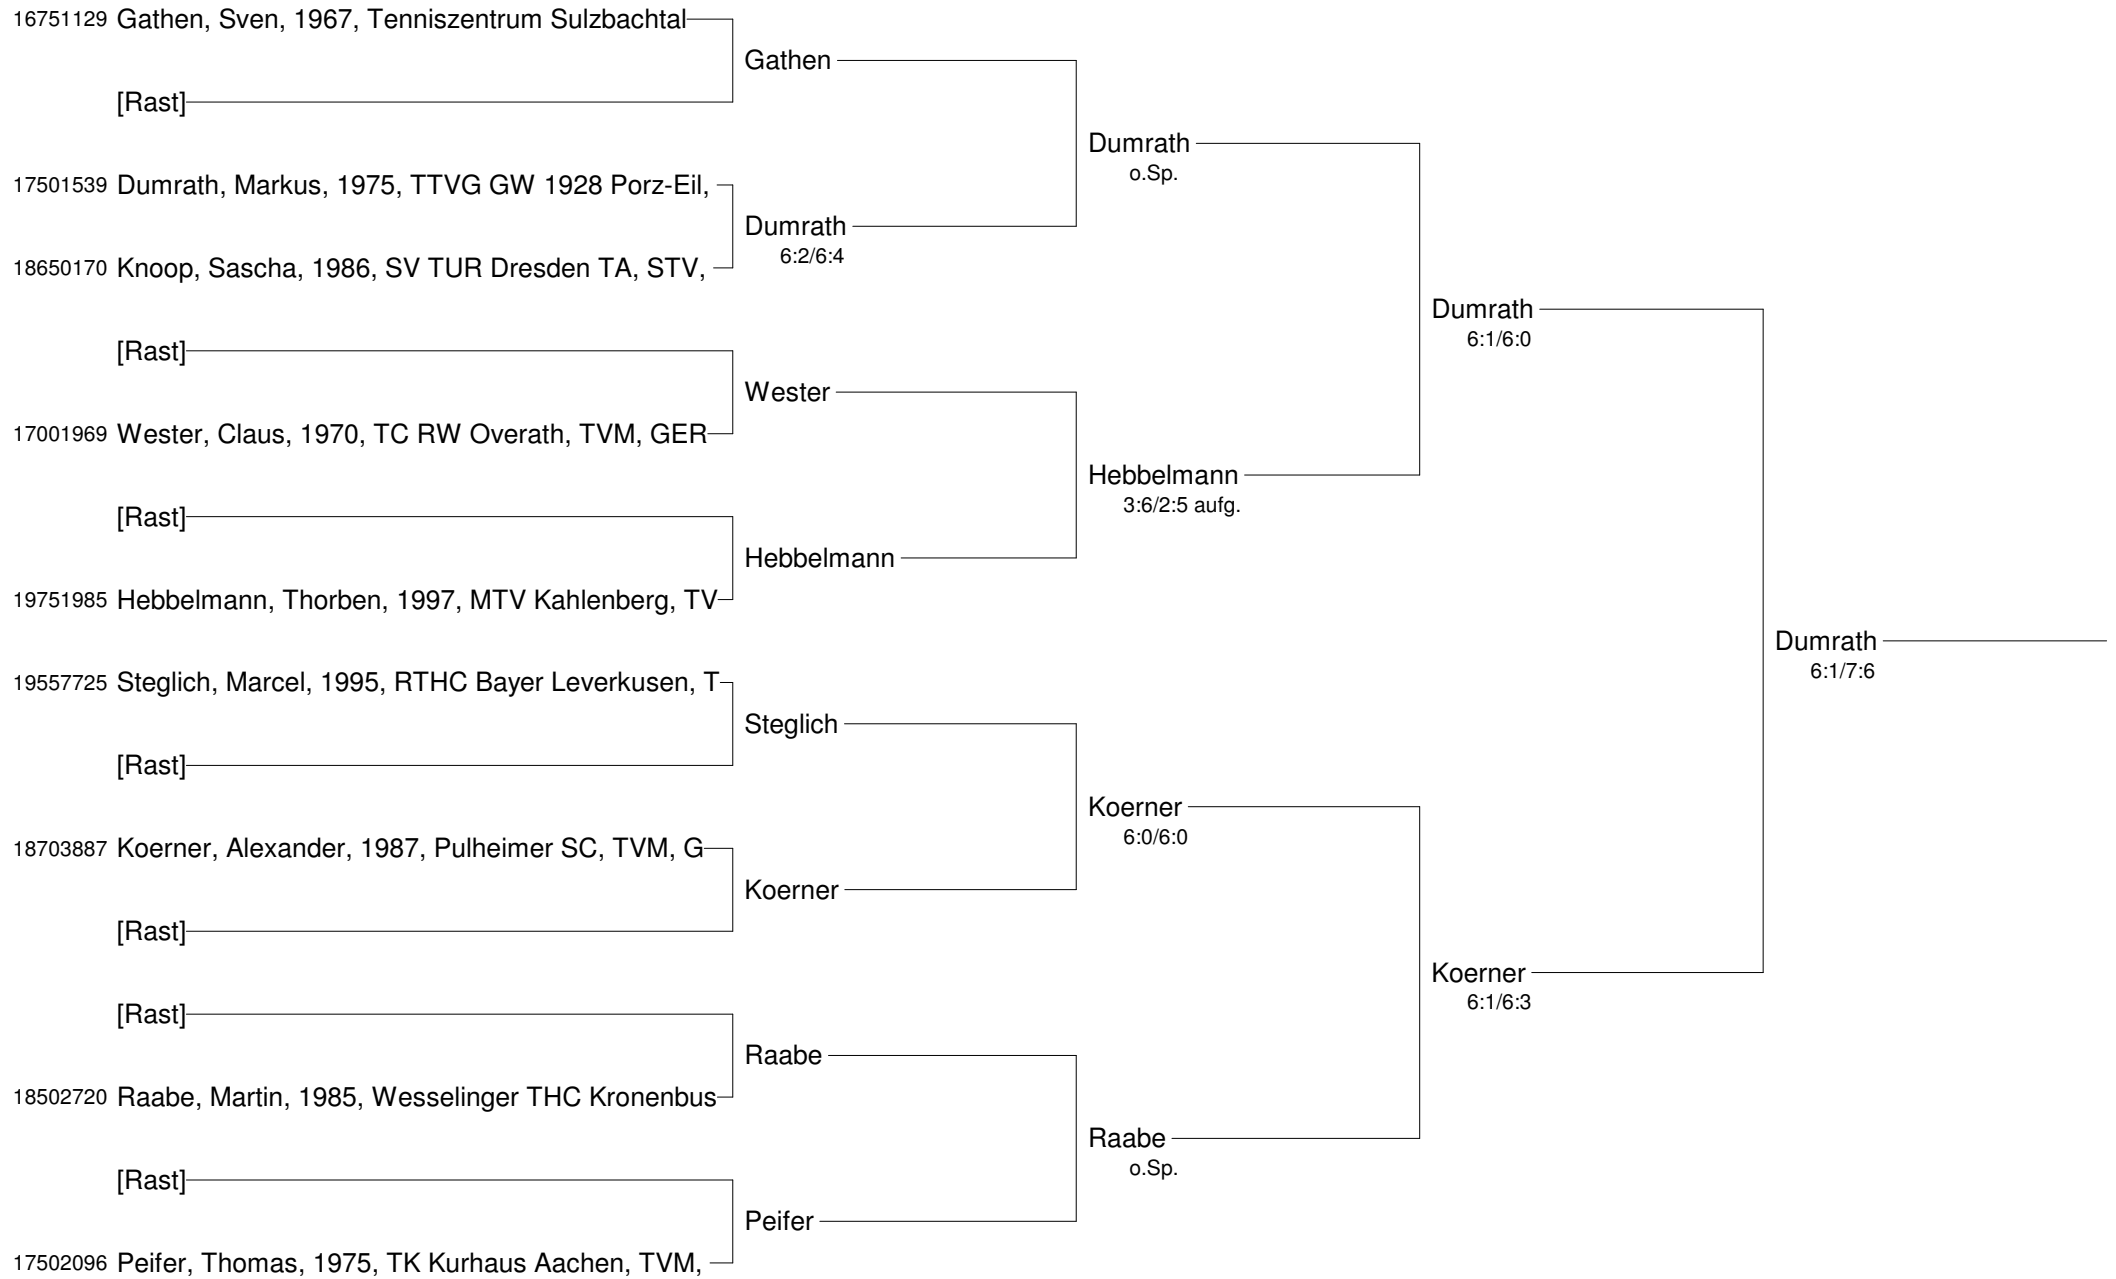 16751129 Gathen, Sven, 1967, Tenniszentrum Sulzbachtal
Gathen
[Rast]
Dumrath
o.Sp.
17501539 Dumrath, Markus, 1975, TTVG GW 1928 Porz-Eil,
Dumrath
6:2/6:4
18650170 Knoop, Sascha, 1986, SV TUR Dresden TA, STV,
Dumrath
6:1/6:0
[Rast]
Wester
17001969 Wester, Claus, 1970, TC RW Overath, TVM, GER
Hebbelmann
3:6/2:5 aufg.
[Rast]
Hebbelmann
19751985 Hebbelmann, Thorben, 1997, MTV Kahlenberg, TV
Dumrath
6:1/7:6
19557725 Steglich, Marcel, 1995, RTHC Bayer Leverkusen, T
Steglich
[Rast]
Koerner
6:0/6:0
18703887 Koerner, Alexander, 1987, Pulheimer SC, TVM, G
Koerner
[Rast]
Koerner
6:1/6:3
[Rast]
Raabe
18502720 Raabe, Martin, 1985, Wesselinger THC Kronenbus
Raabe
o.Sp.
[Rast]
Peifer
17502096 Peifer, Thomas, 1975, TK Kurhaus Aachen, TVM,